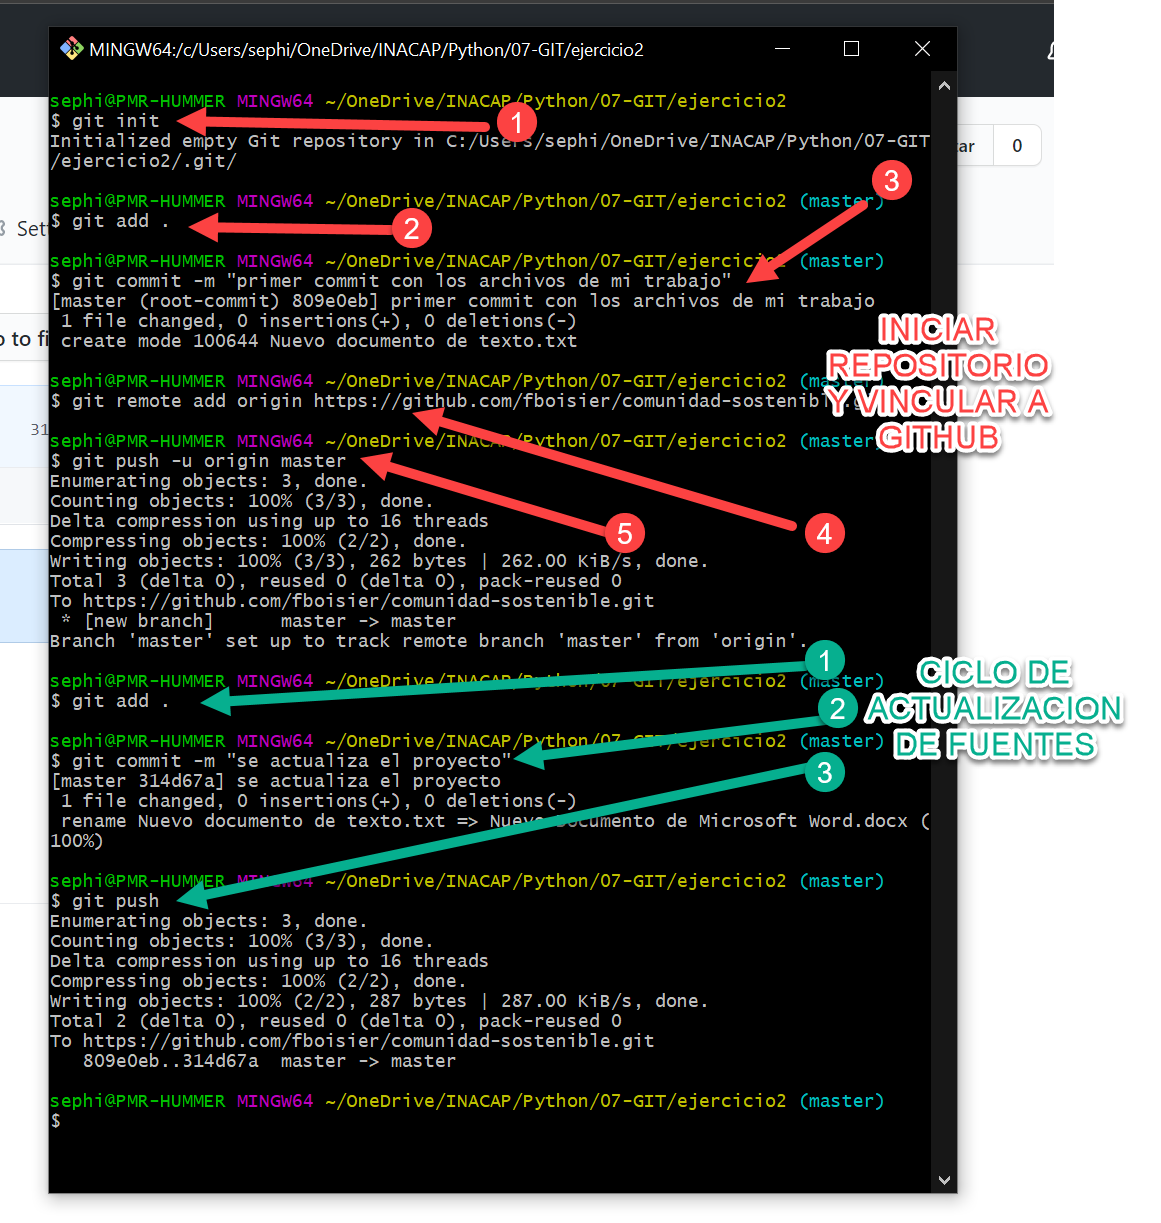 MINGW64:/c/Users/sephi/OneDrive/INACAP/Python/07-GIT/ejercicio2
sephi@PMR-HUMMER MINGW64 ~/OneDrive/INACAP/Python/07-GIT/ejercicio2
$ git init
1
Initialized empty Git repository in C:/Users/sephi/OneDrive/INACAP/Python/07-GIT
/ejercicio2/.git/
0
3
sephi@PMR-HUMMER MINGW64 ~/OneDrive/INACAP/Python/07-GIT/ejercicio2 (master)
$ git add .
2
sephi@PMR-HUMMER MINGW64 ~/OneDrive/INACAP/Python/07-GIT/ejercicio2 (master)
$ git commit -m "primer commit con los archivos de mi trabajo"
[master (root-commit) 809e0eb] primer commit con los archivos de mi trabajo
1 file changed, 0 insertions(+), 0 deletions(-)
create mode 100644 Nuevo documento de texto.txt
INICIAR
REPOSITORIO
Y VINCULAR A
GITHUB
sephi@PMR-HUMMER MINGW64 ~/OneDrive/INACAP/Python/07-GIT/ejercicio2
$ git remote add origin https://github.com/fboisier/comunidad-sostenib
sephi@PMR-HUMMER MINGW64 ~/OneDrive/INACAP/Python/07-GIT/ejercicio2 (master
$ git push -u origin master
Enumerating objects: 3, done.
Counting objects: 100% (3/3), done.
Delta compression using up to 16 threads
5
4
Compressing objects: 100% (2/2), done.
Writing objects: 100% (3/3), 262 bytes | 262.00 KiB/s, done.
Total 3 (delta 0), reused 0 (delta 0), pack-reused 0
To https://github.com/fboisier/comunidad-sostenible.git
* [new branch]      master -> master
Branch 'master' set up to track remote branch 'master' from 'origin'.
1
sephi@PMR-HUMMER MINGW64 ~/OneDrive/INACAP/Python/07-GIT/ejercicio2 (master)
$ git add .
2
CICLO DE
ACTUALIZACION
DE FUENTES
sephi@PMR-HUMMER MINGW64 ~/OneDrive/INACAP/Python/07-GIT/ejercicio2 (master)
$ git commit -m "se actualiza el proyecto"
3
[master 314d67a] se actualiza el proyecto
1 file changed, 0 insertions(+), 0 deletions(-)
rename Nuevo documento de texto.txt => Nuevo Documento de Microsoft Word.docx (
100%)
sephi@PMR-HUMMER MINGW64 ~/OneDrive/INACAP/Python/07-GIT/ejercicio2 (master)
$ git push
Enumerating objects: 3, done.
Counting objects: 100% (3/3), done.
Delta compression using up to 16 threads
Compressing objects: 100% (2/2), done.
Writing objects: 100% (2/2), 287 bytes | 287.00 KiB/s, done.
Total 2 (delta 0), reused 0 (delta 0), pack-reused 0
To https://github.com/fboisier/comunidad-sostenible.git
809e0eb..314d67a  master -> master
sephi@PMR-HUMMER MINGW64 ~/OneDrive/INACAP/Python/07-GIT/ejercicio2 (master)
$